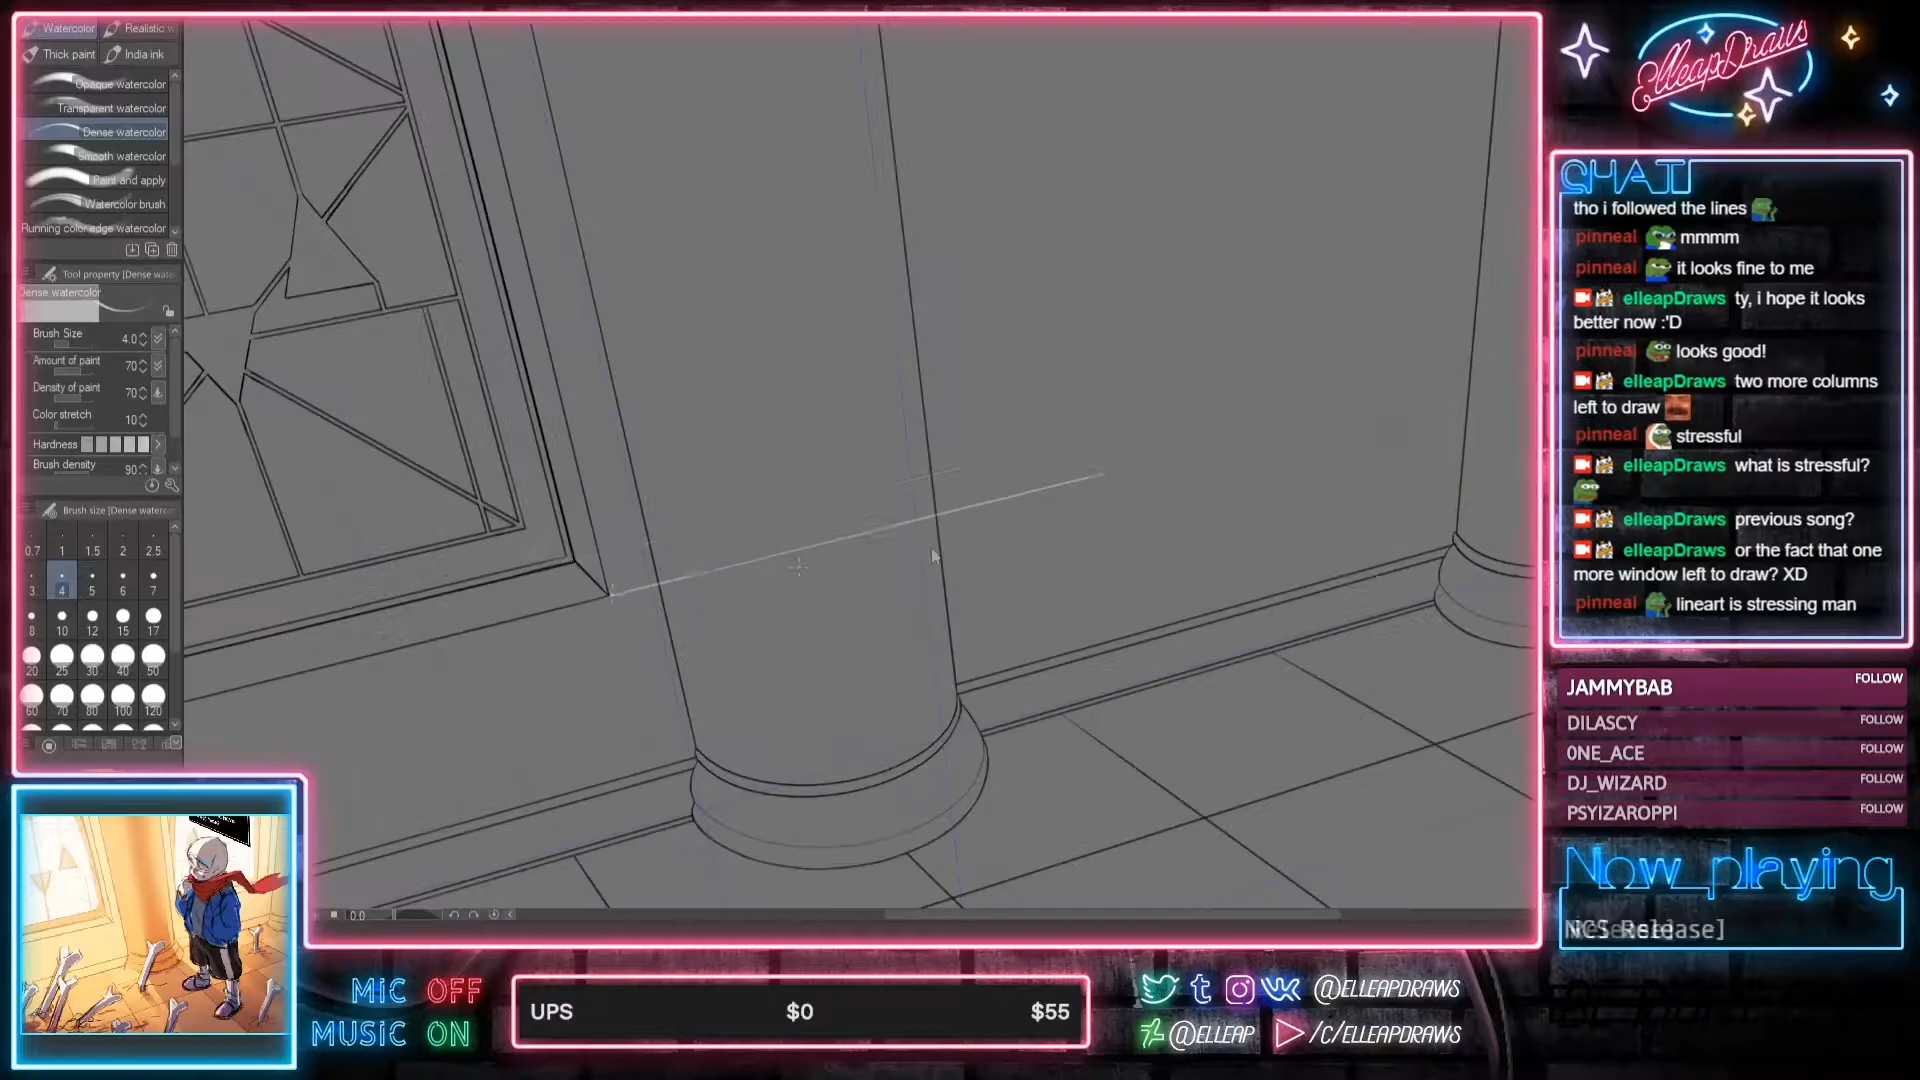 Watercolor
Realistic w
Thick paint
India ink
Opaque watercolor
Transparent watercolor
Dense watercolor
Smooth watercolor
Paint and apply
Watercolor brush
Running color edge watercolor
Tool property [Dense wate
Dense watercolor
Brush Size 4.0
Amount of paint 70
Density of paint 70
Color stretch 10
Hardness
Brush density 90
Brush size [Dense waterco
0.7 1 1.5 2 2.5
3 4 5 6 7
8 10 12 15 17
20 25 30 40 50
60 70 80 100 120
0.0
ElleapDraws
CHAT
tho i followed the lines
pinneal mmmm
pinneal it looks fine to me
elleapDraws ty, i hope it looks
better now :'D
pinneal looks good!
elleapDraws two more columns
left to draw
pinneal stressful
elleapDraws what is stressful?
elleapDraws previous song?
elleapDraws or the fact that one
more window left to draw? XD
pinneal lineart is stressing man
JAMMYBAB FOLLOW
DILASCY FOLLOW
0NE_ACE FOLLOW
DJ_WIZARD FOLLOW
PSYIZAROPPI FOLLOW
Now playing
NCS Release]
MiC OFF
MUSiC ON
UPS $0 $55
@ELLEAPDRAWS
@ELLEAP
/C/ELLEAPDRAWS